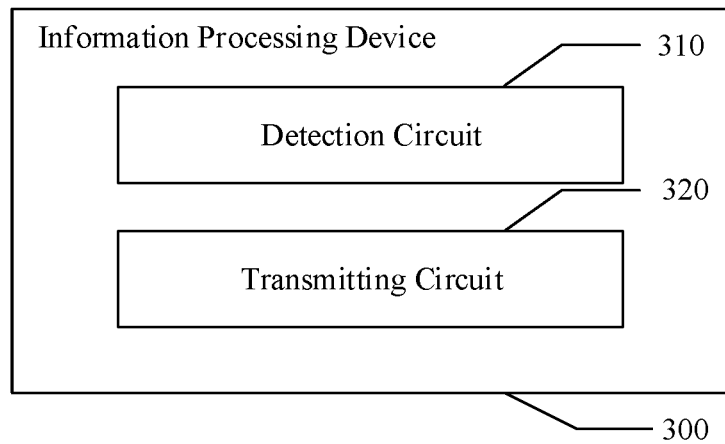 Information Processing Device
310
Detection Circuit
320
Transmitting Circuit
300